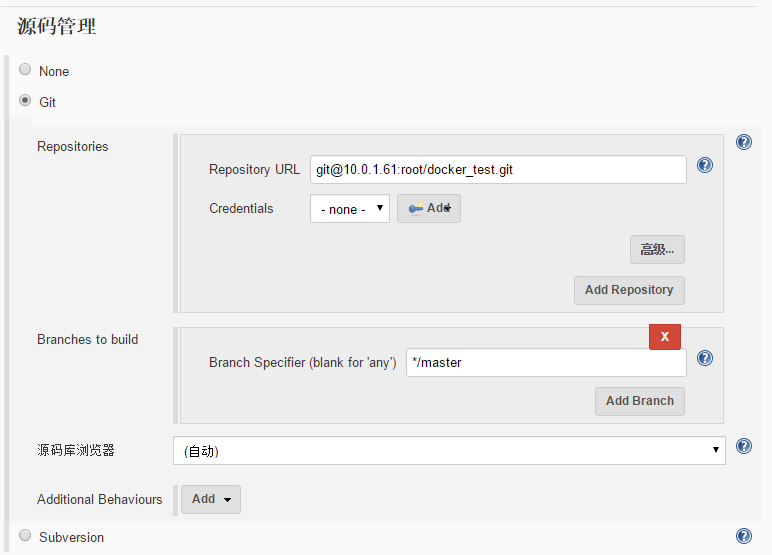 源码管理
None
Git
Repositories
Repository URL git@10.0.1.61:root/docker_test.git
Credentials - none - Add
高级...
Add Repository
Branches to build
X
Branch Specifier (blank for 'any') */master
Add Branch
源码库浏览器 (自动)
Additional Behaviours Add
Subversion